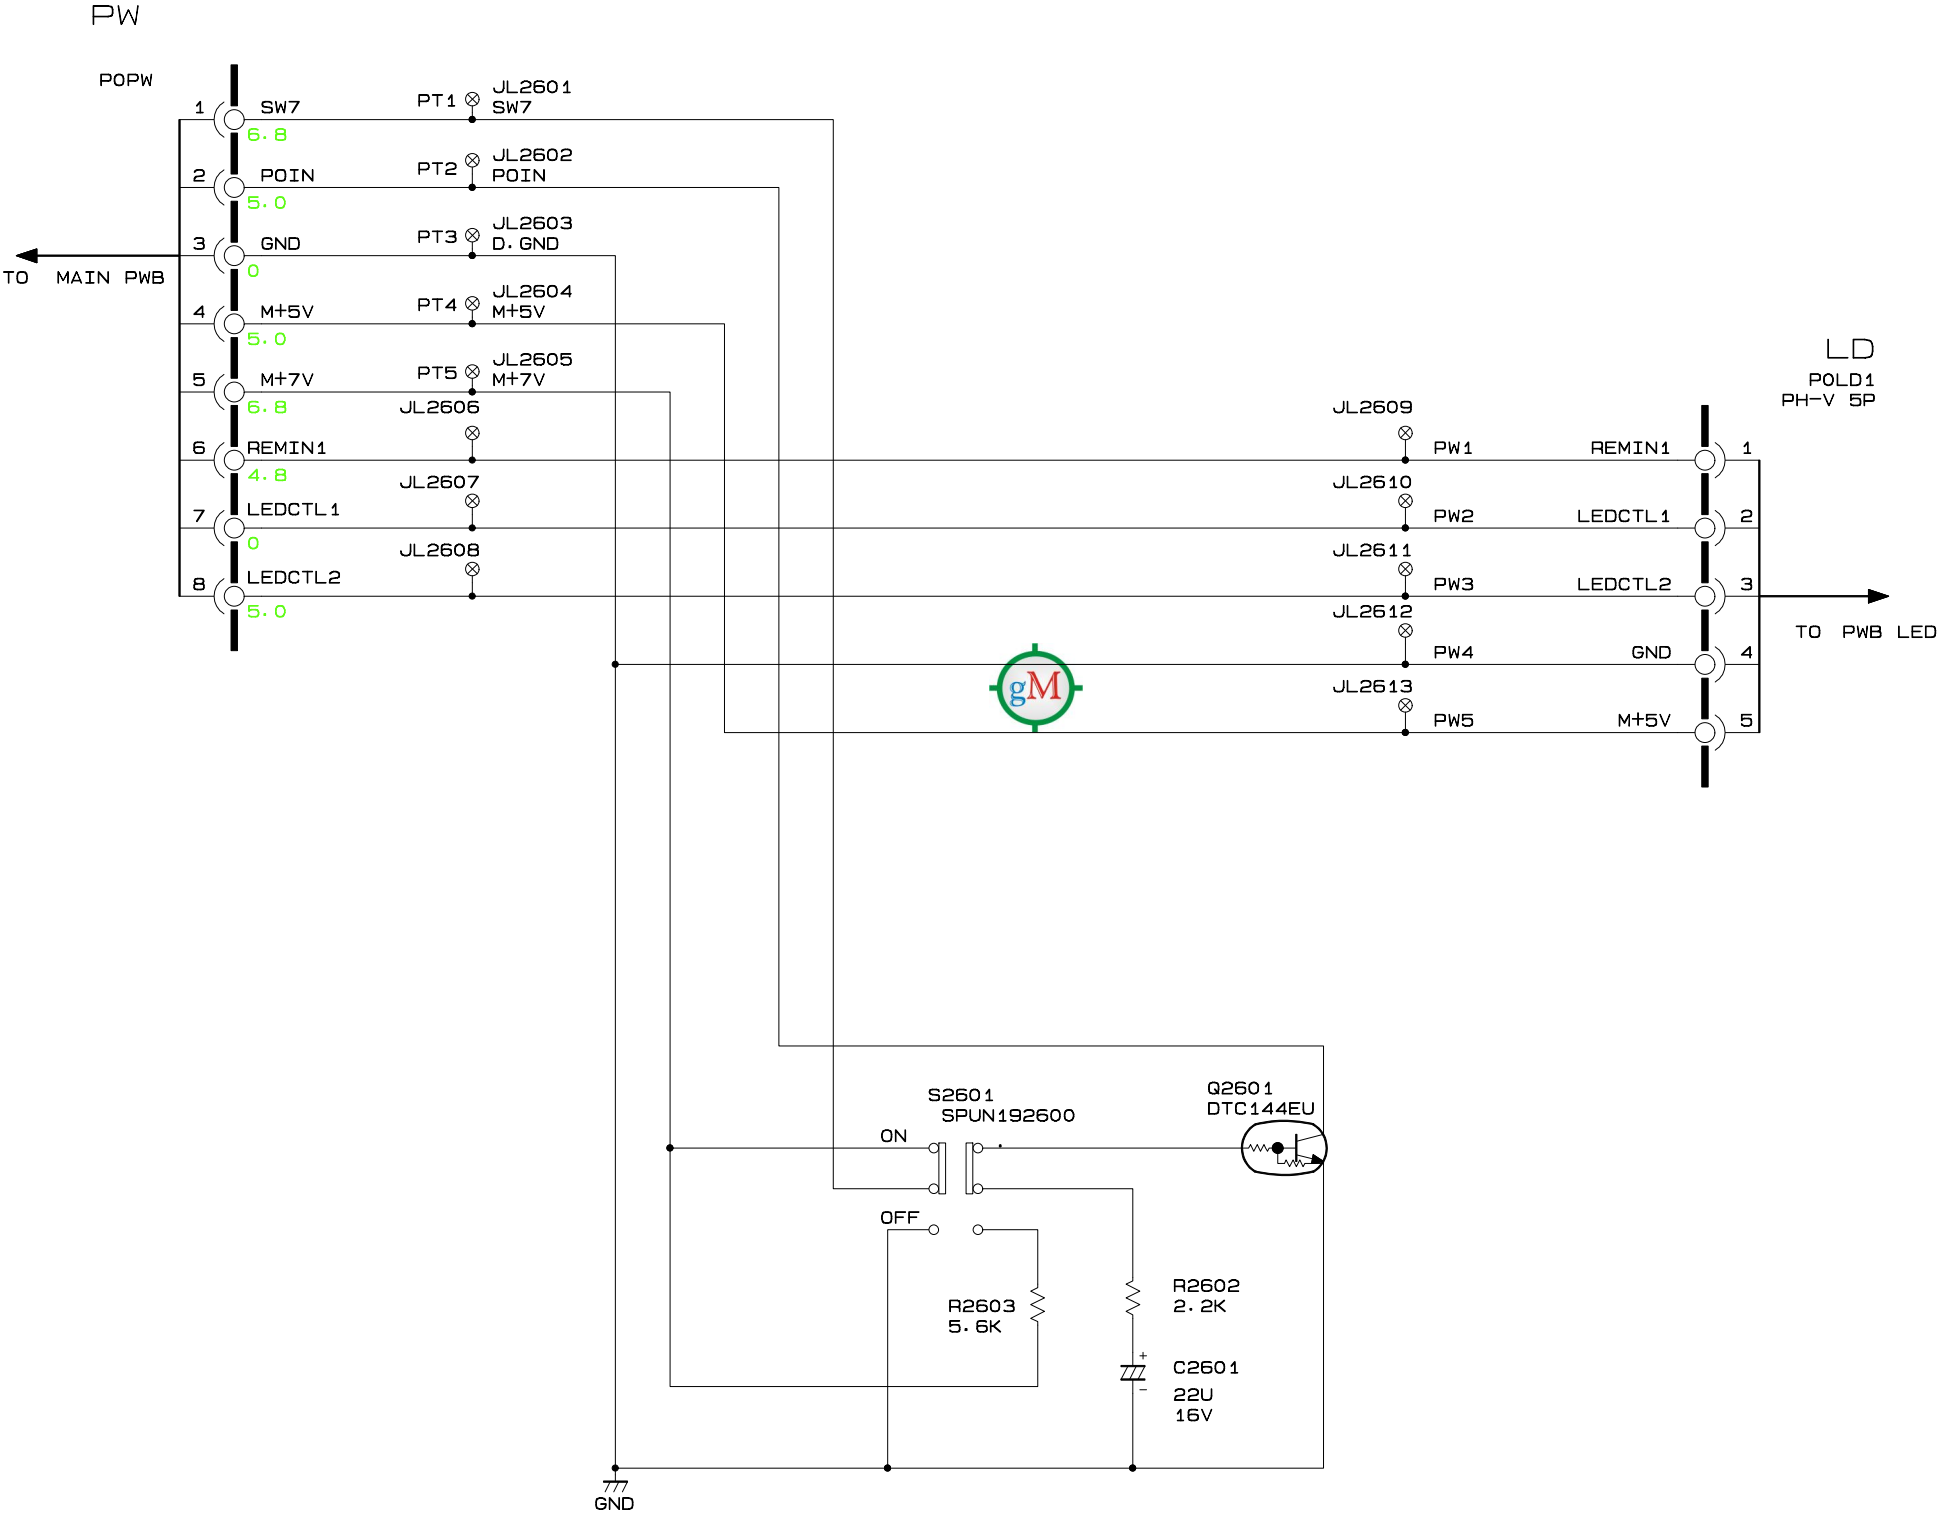 PW
POPW
1 SW7
6.8
PT1 JL2601
SW7
2 POIN
5.0
PT2 JL2602
POIN
3 GND
0
PT3 JL2603
D.GND
TO MAIN PWB
4 M+5V
5.0
PT4 JL2604
M+5V
5 M+7V
6.8
PT5 JL2605
M+7V
JL2606
6 REMIN1
4.8
JL2607
7 LEDCTL1
0
JL2608
8 LEDCTL2
5.0
LD
POLD1
PH-V 5P
JL2609
PW1 REMIN1 1
JL2610
PW2 LEDCTL1 2
JL2611
PW3 LEDCTL2 3
JL2612
TO PWB LED
PW4 GND 4
JL2613
PW5 M+5V 5
gM
S2601
SPUN192600
ON
OFF
Q2601
DTC144EU
R2603
5.6K
R2602
2.2K
+
C2601
-
22U
16V
GND